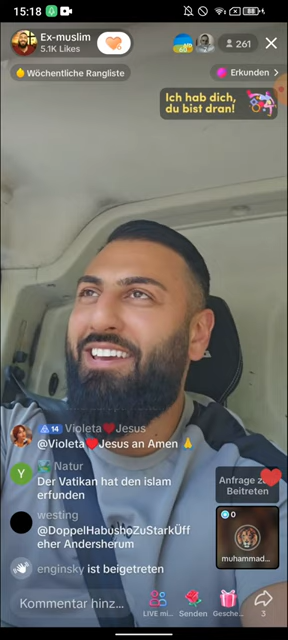 15:18
88
Ex-muslim
5.1K Likes
261
Wöchentliche Rangliste
Erkunden
Ich hab dich,
du bist dran!
14 Violeta❤️Jesus
@Violeta❤️Jesus an Amen 🙏
Natur
Der Vatikan hat den islam
erfunden
westing
@DoppelHabushoZuStarkÜff
eher Andersherum
enginsky ist beigetreten
Anfrage
Beitreten
0
muhammad...
Kommentar hinz...
LIVE mi...
Senden
Gesche...
3